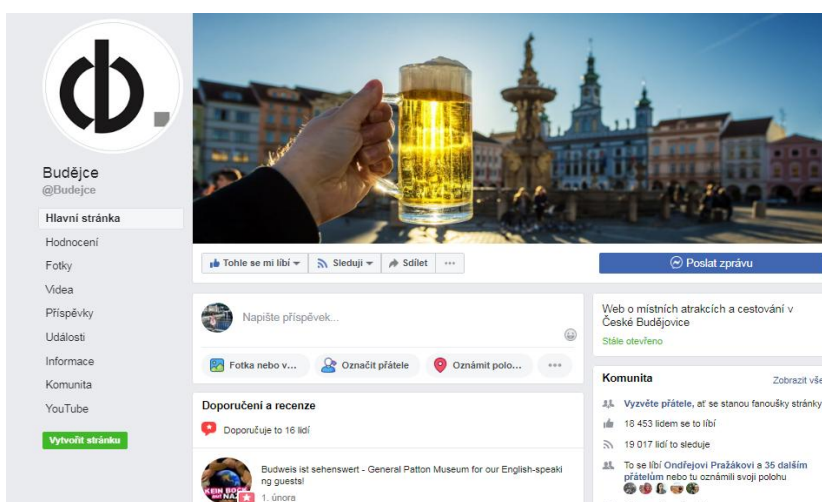 Budějce
@Budejce
Hlavní stránka
Hodnocení
Fotky
Videa
Příspěvky
Události
Informace
Komunita
YouTube
Vytvořit stránku
Tohle se mi líbí
Sleduji
Sdílet
Poslat zprávu
Napište příspěvek...
Fotka nebo v...
Označit přátele
Oznámit polo...
Doporučení a recenze
Doporučuje to 16 lidí
Budweis ist sehenswert - General Patton Museum for our English-speaki
ng guests!
1. února
Web o místních atrakcích a cestování v
České Budějovice
Stále otevřeno
Komunita
Zobrazit vše
Vyzvěte přátele, ať se stanou fanoušky stránky
18 453 lidem se to líbí
19 017 lidí to sleduje
To se líbí Ondřejovi Pražákovi a 35 dalším
přátelům nebo tu oznámili svoji polohu